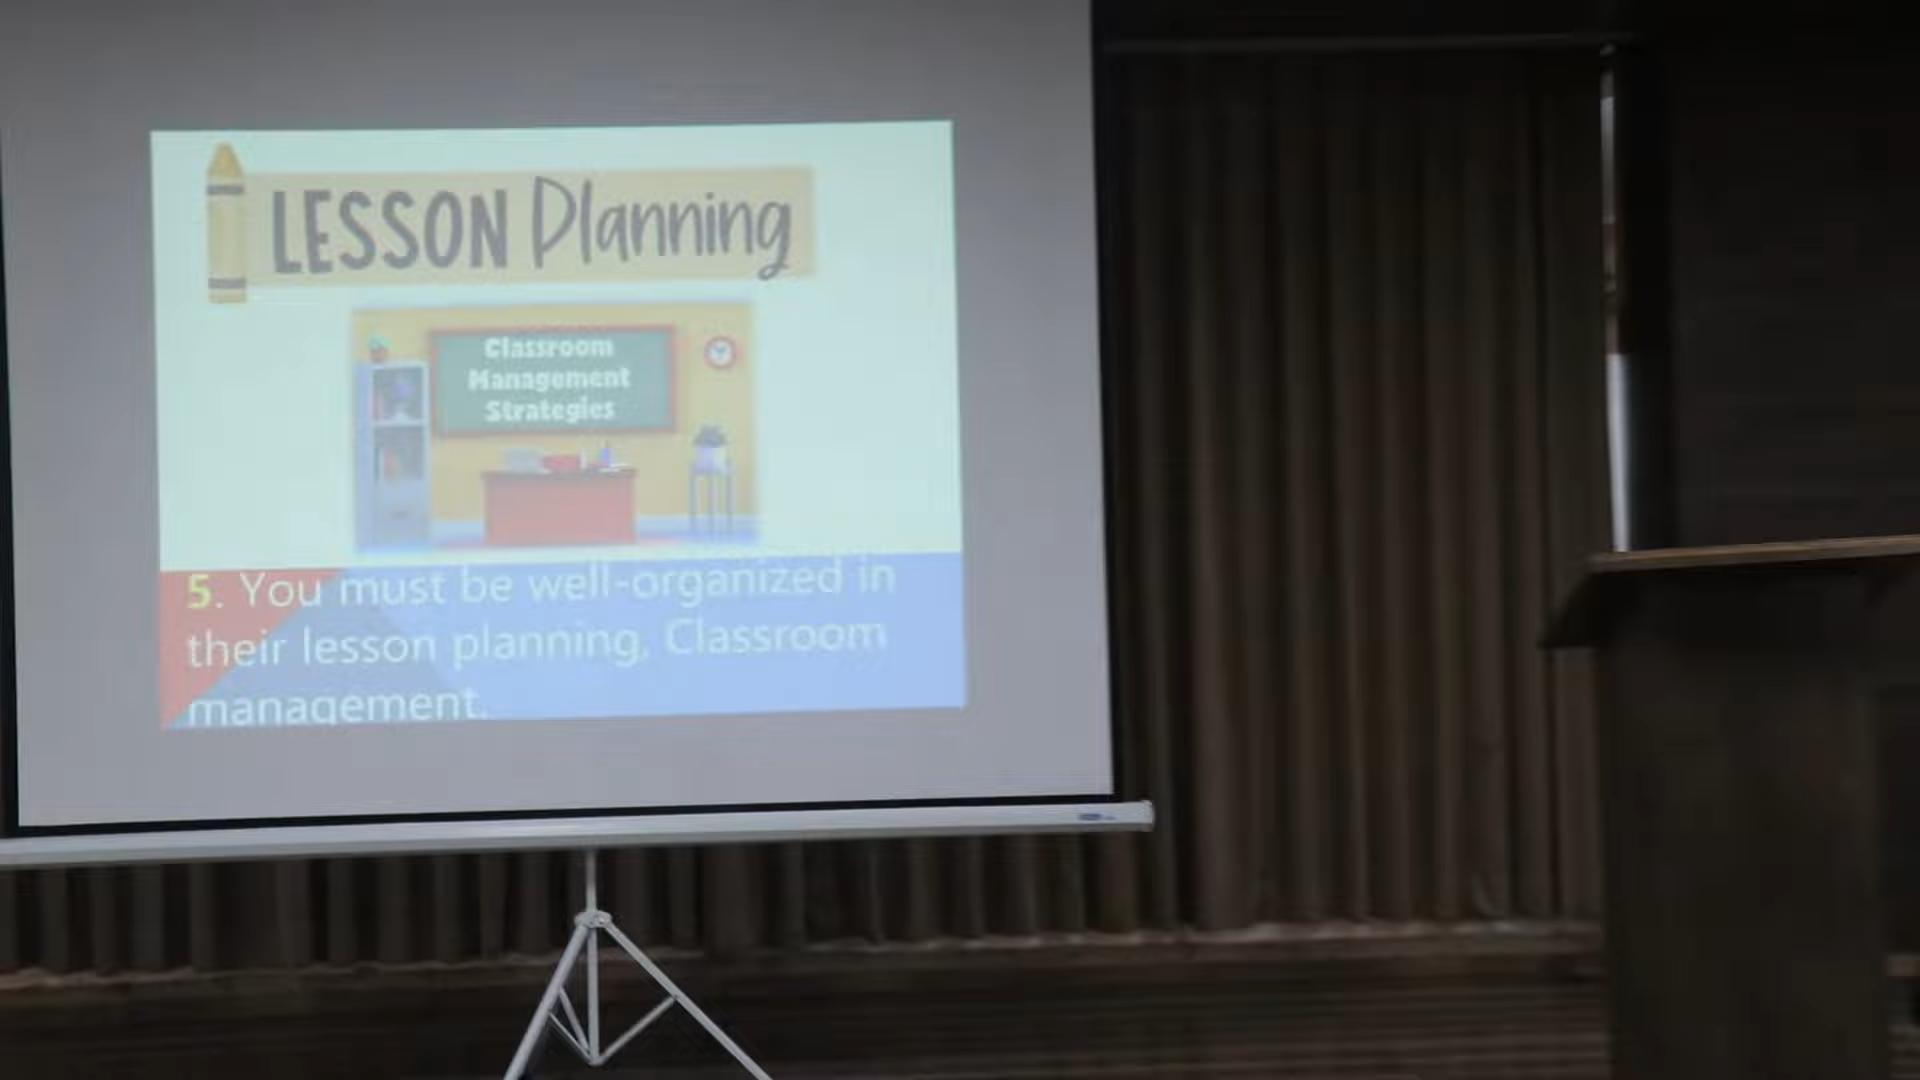 LESSON Planning
Classroom
Management
Strategies
5. You must be well-organized in
their lesson planning, Classroom
management.